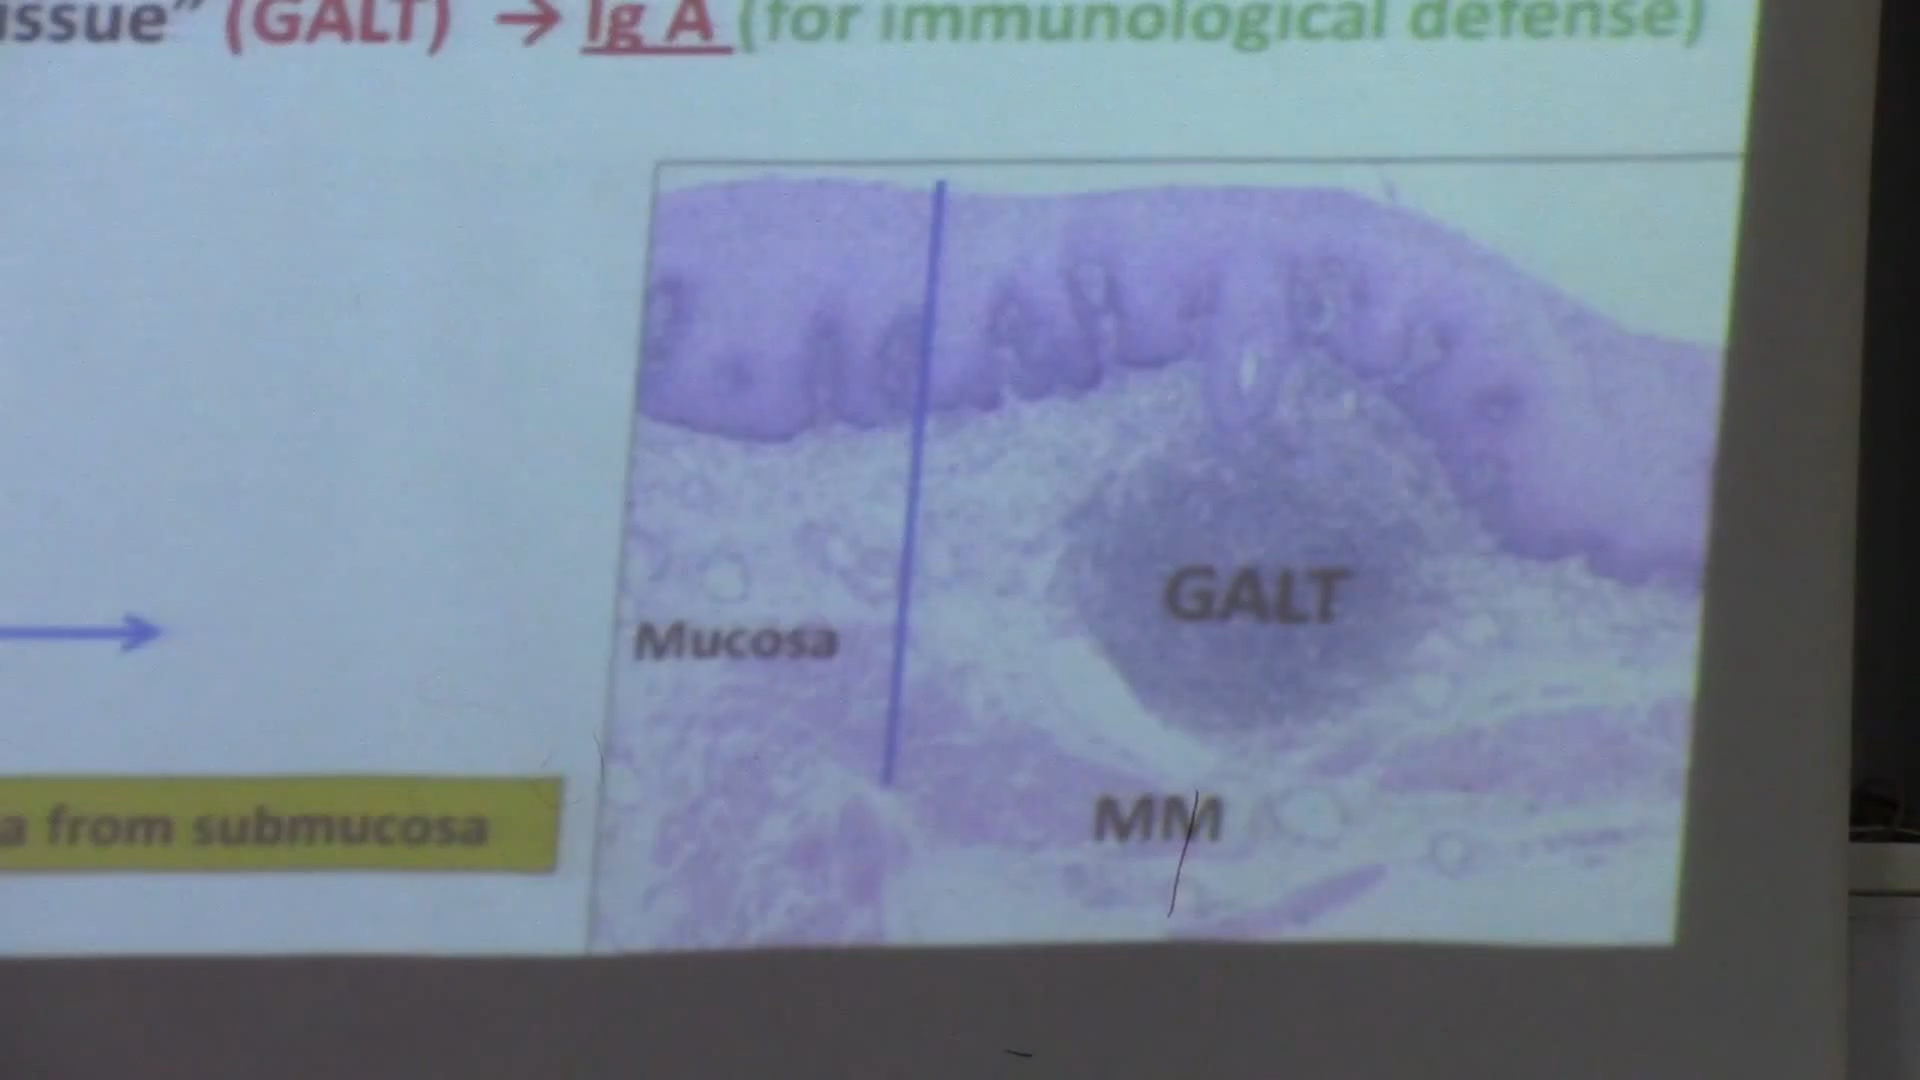 issue” (GALT) → Ig A (for immunological defense)
GALT
Mucosa
MM
a from submucosa